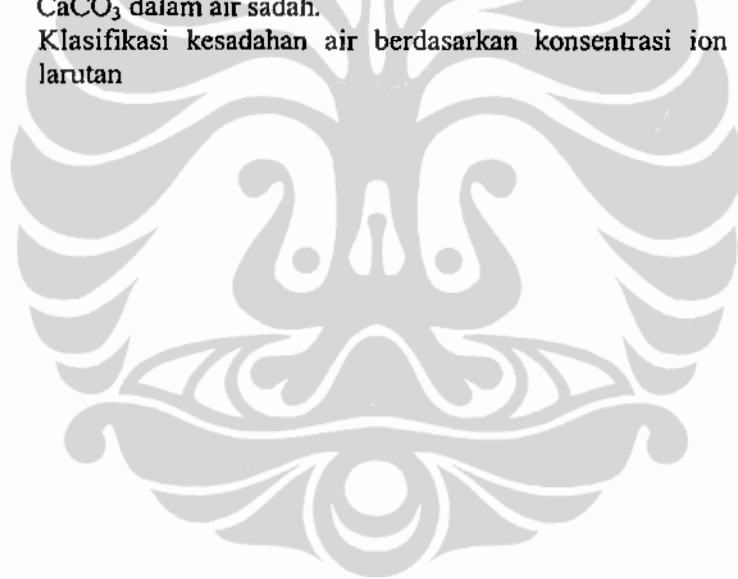 CaCO₃ dalam air sadah.
Klasifikasi kesadahan air berdasarkan konsentrasi ion
larutan